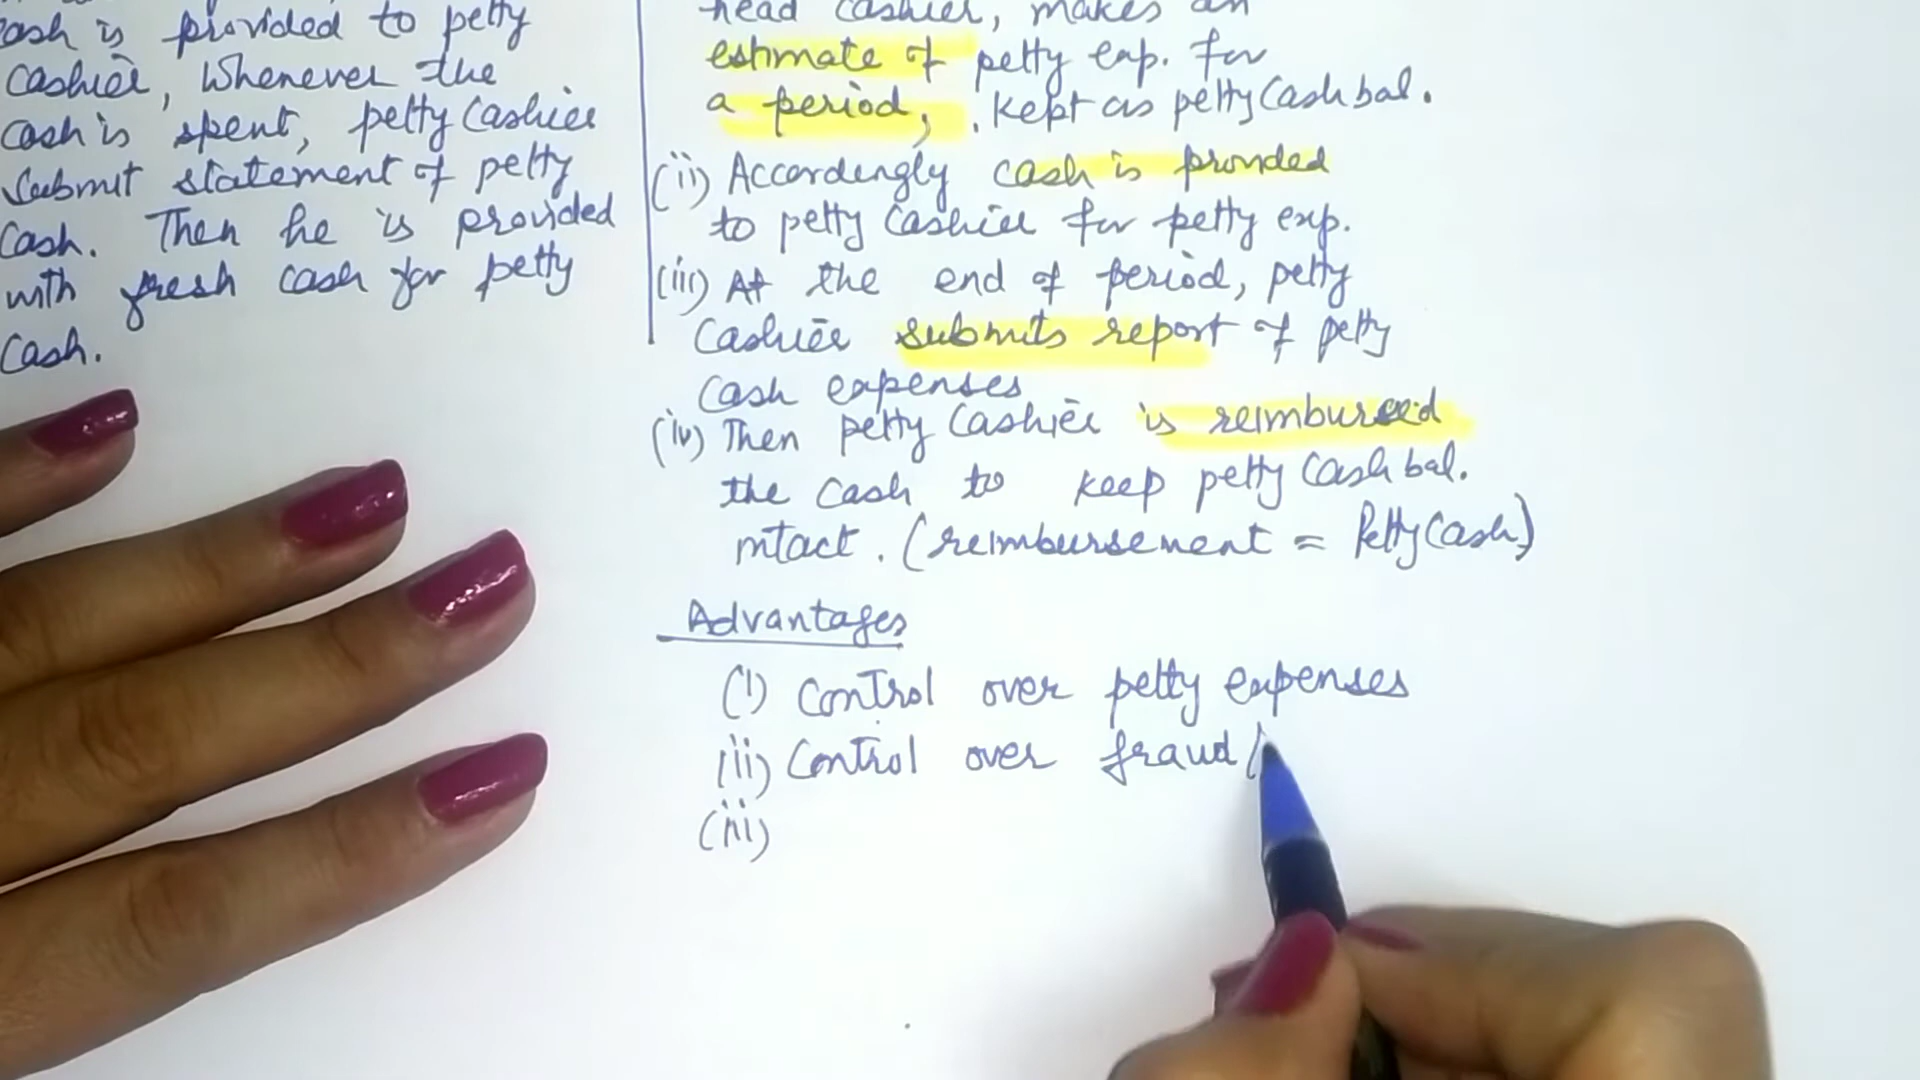 cash is provided to petty
cashier, whenever the
cash is spent, petty cashier
submit statement of petty
cash. Then he is provided
with fresh cash for petty
cash.
head cashier, makes an
estimate of petty exp. for
a period, . kept as petty cash bal.
(ii) Accordingly cash is provided
to petty cashier for petty exp.
(iii) At the end of period, petty
cashier submits report of petty
cash expenses
(iv) Then petty cashier is reimbursed
the cash to keep petty cash bal.
intact. (reimbursement = Petty Cash)
Advantages
(i) Control over petty expenses
(ii) Control over fraud (
(iii)